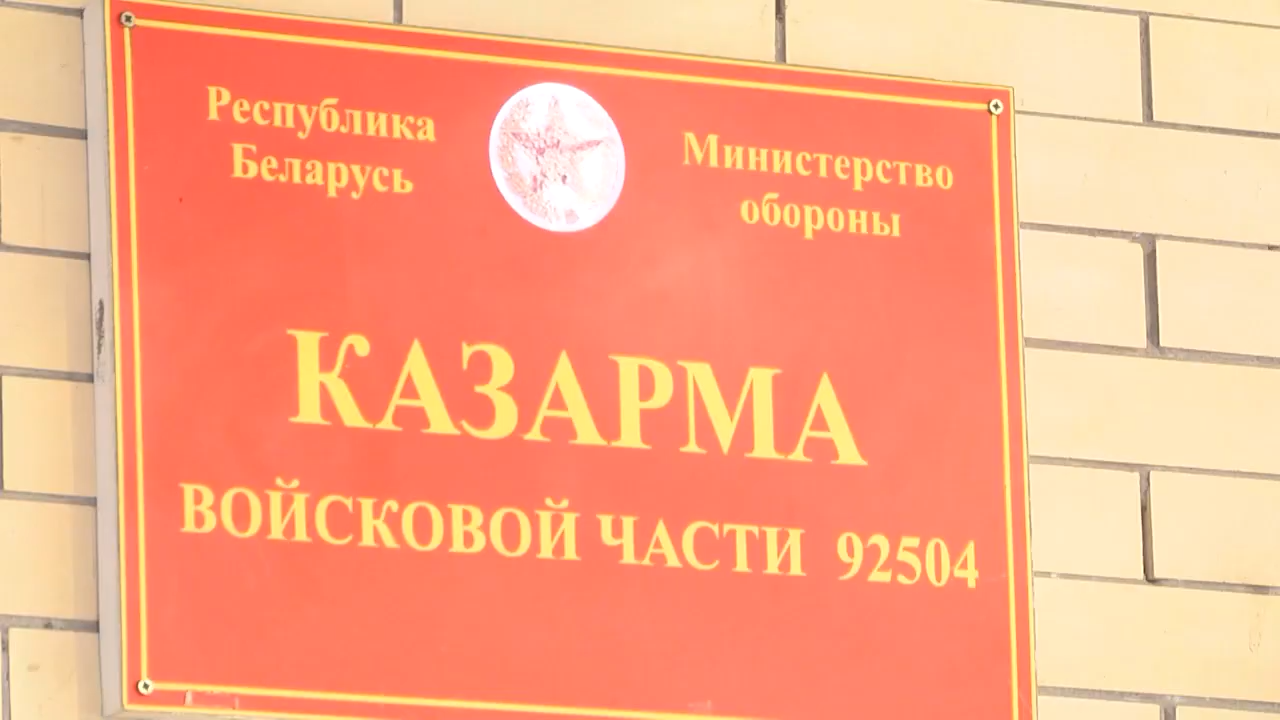 Республика
Беларусь
Министерство
обороны
КАЗАРМА
ВОЙСКОВОЙ ЧАСТИ 92504